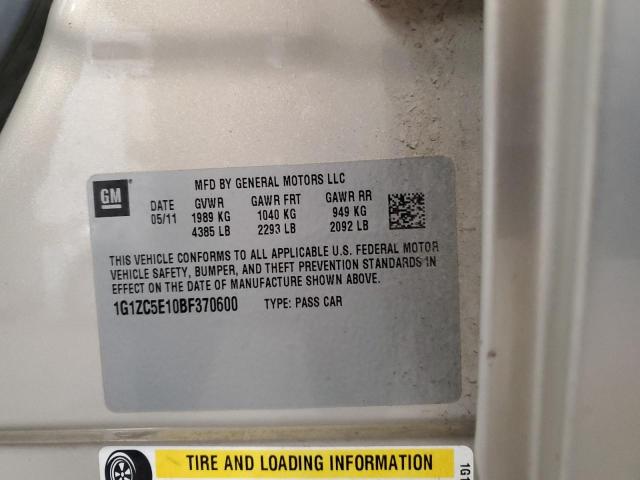 GM
MFD BY GENERAL MOTORS LLC
DATE GVWR GAWR FRT GAWR RR
05/11 1989 KG 1040 KG 949 KG
4385 LB 2293 LB 2092 LB
THIS VEHICLE CONFORMS TO ALL APPLICABLE U.S. FEDERAL MOTOR
VEHICLE SAFETY, BUMPER, AND THEFT PREVENTION STANDARDS IN
EFFECT ON THE DATE OF MANUFACTURE SHOWN ABOVE.
1G1ZC5E10BF370600 TYPE: PASS CAR
TIRE AND LOADING INFORMATION
1G1